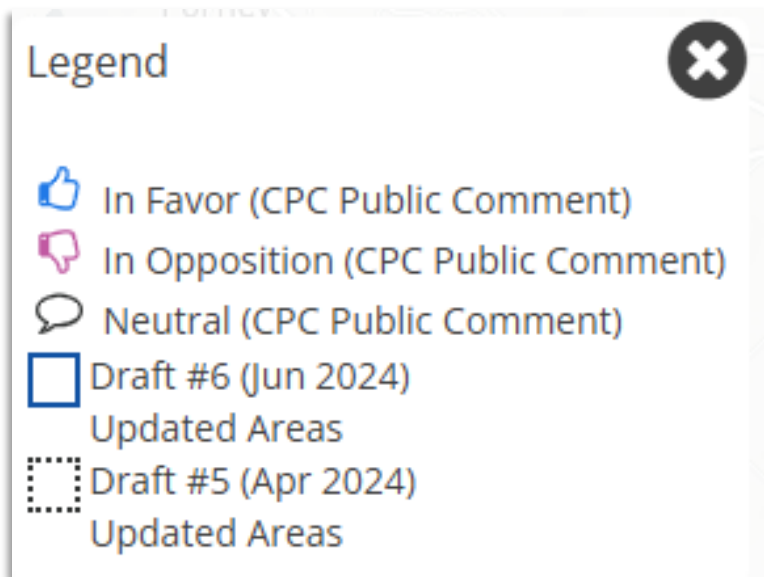 Legend
In Favor (CPC Public Comment)
In Opposition (CPC Public Comment)
Neutral (CPC Public Comment)
Draft #6 (Jun 2024)
Updated Areas
Draft #5 (Apr 2024)
Updated Areas